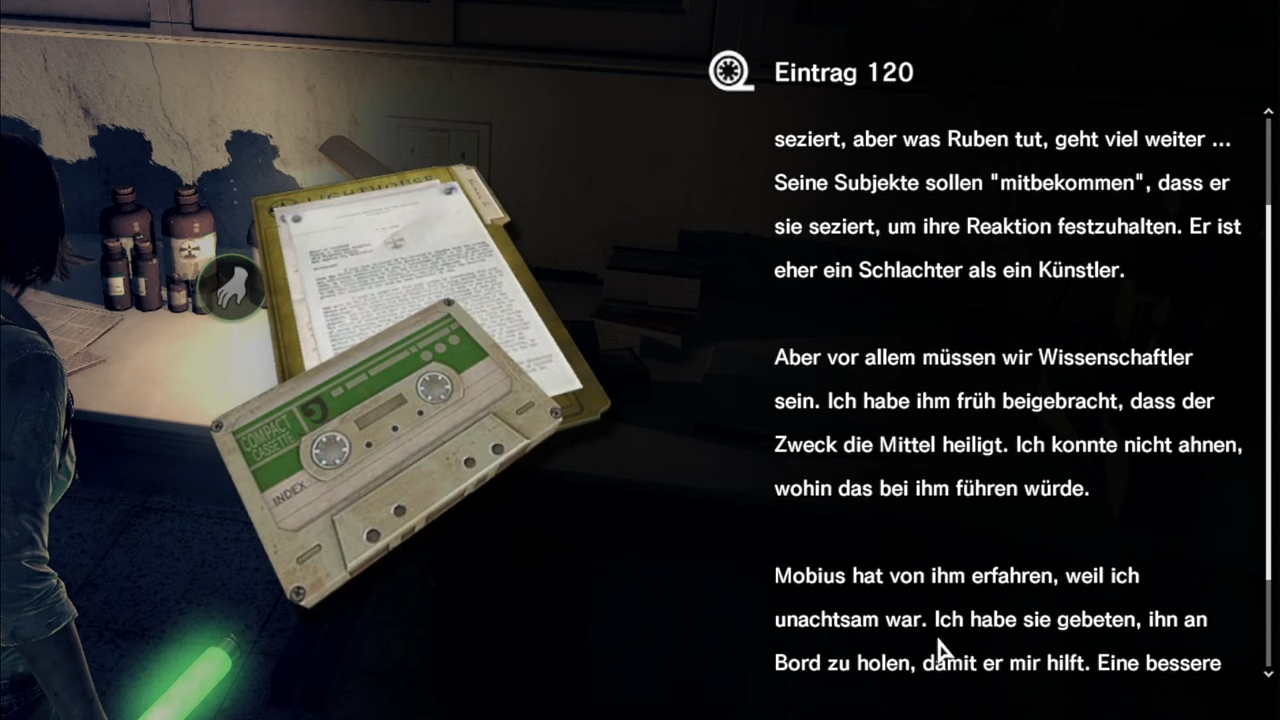 Eintrag 120
seziert, aber was Ruben tut, geht viel weiter ...
Seine Subjekte sollen "mitbekommen", dass er
sie seziert, um ihre Reaktion festzuhalten. Er ist
eher ein Schlachter als ein Künstler.
Aber vor allem müssen wir Wissenschaftler
sein. Ich habe ihm früh beigebracht, dass der
Zweck die Mittel heiligt. Ich konnte nicht ahnen,
wohin das bei ihm führen würde.
Mobius hat von ihm erfahren, weil ich
unachtsam war. Ich habe sie gebeten, ihn an
Bord zu holen, damit er mir hilft. Eine bessere
LIGHTHOUSE
COMPACT
CASSETTE
INDEX